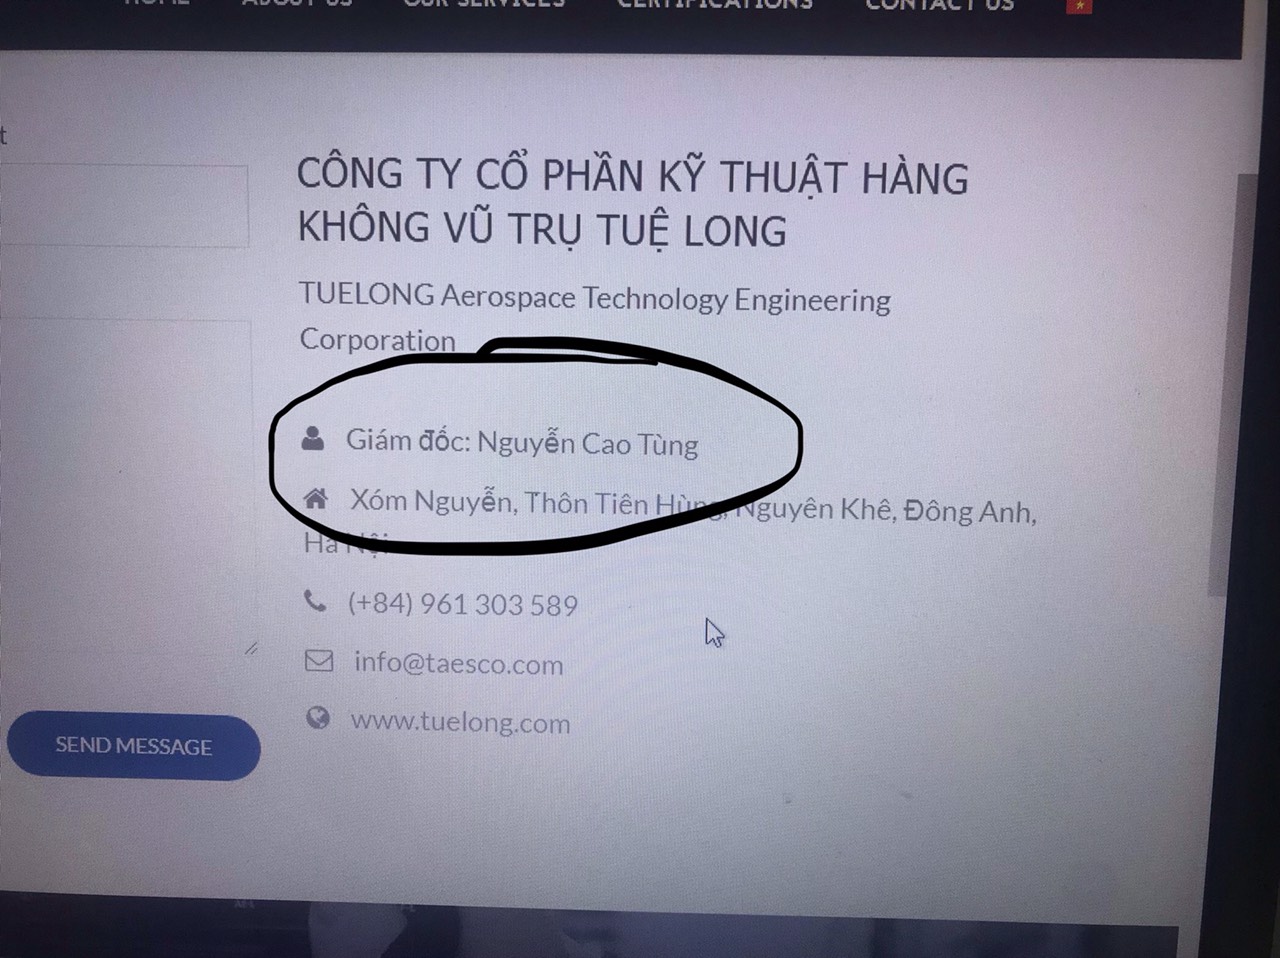 HOME ABOUT US OUR SERVICES CERTIFICATIONS CONTACT US
t
CÔNG TY CỔ PHẦN KỸ THUẬT HÀNG
KHÔNG VŨ TRỤ TUỆ LONG
TUELONG Aerospace Technology Engineering
Corporation
Giám đốc: Nguyễn Cao Tùng
Xóm Nguyễn, Thôn Tiên Hùng, Nguyên Khê, Đông Anh,
Hà Nội
(+84) 961 303 589
info@taesco.com
www.tuelong.com
SEND MESSAGE